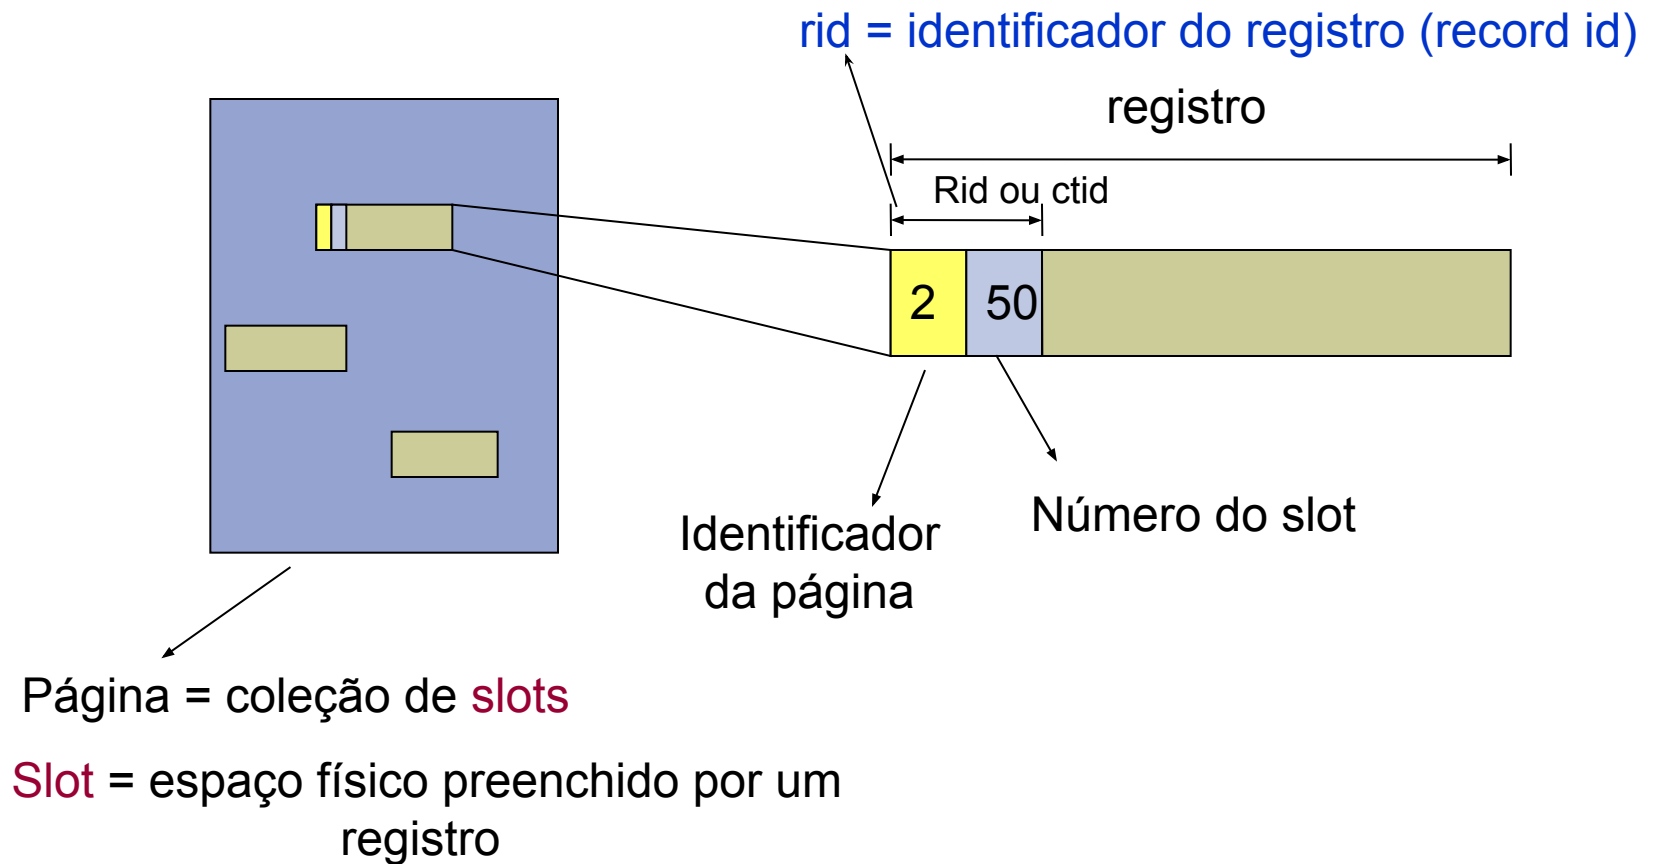 rid = identificador do registro (record id)
registro
Rid ou ctid
2
50
Identificador
da página
Número do slot
Página = coleção de slots
Slot = espaço físico preenchido por um
registro